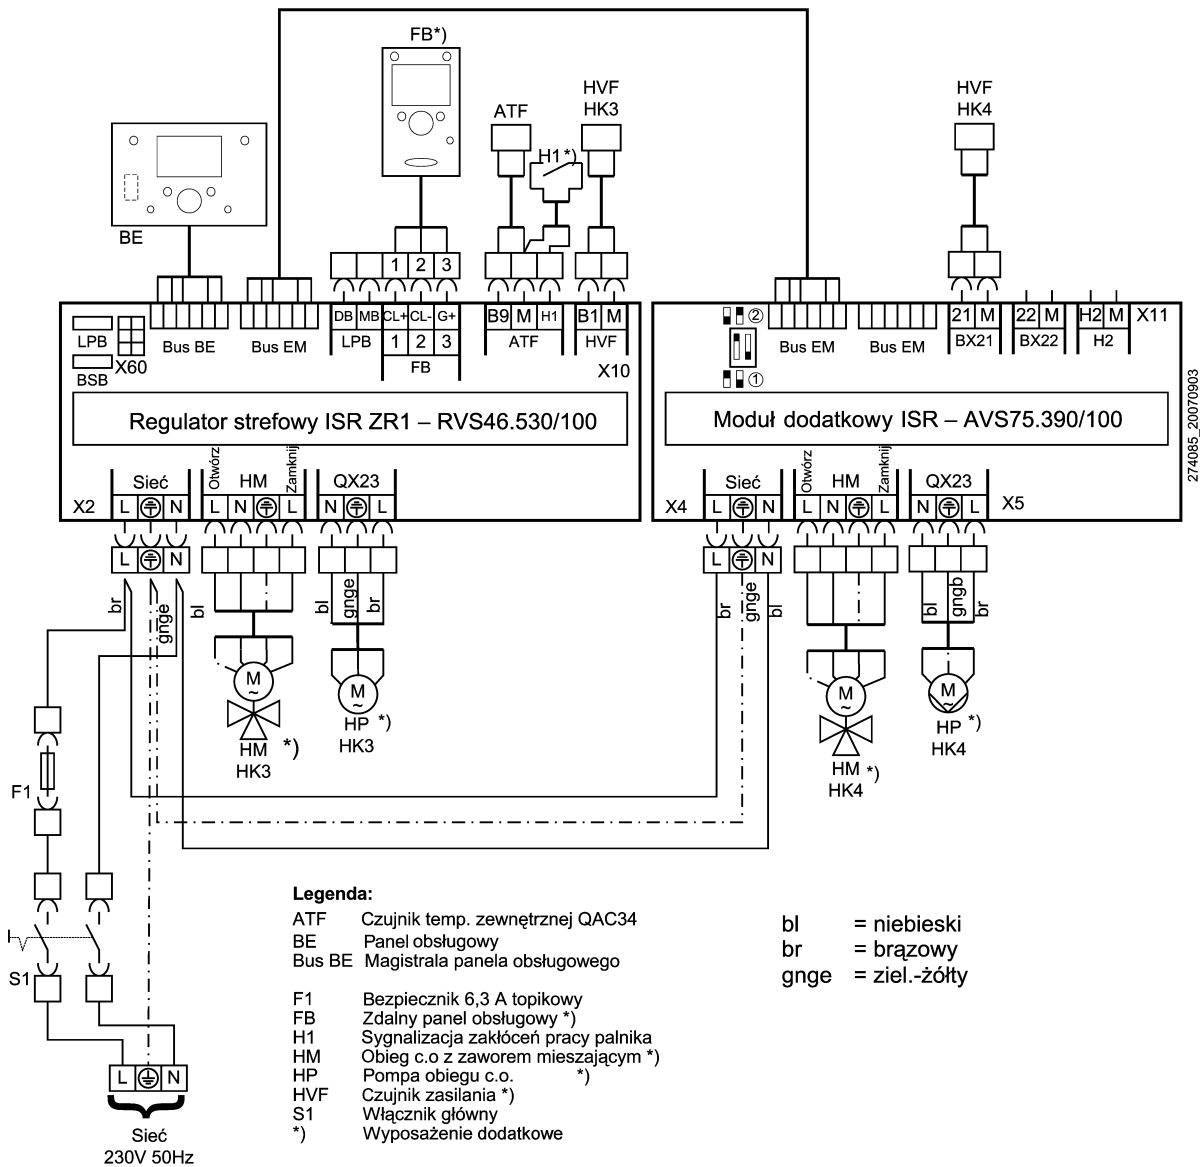 FB*)
HVF
HK3
ATF
H1*)
HVF
HK4
BE
1 2 3
LPB
BSB
X60
Bus BE
Bus EM
DB MB CL+ CL- G+
LPB 1 2 3
FB
B9 M H1
ATF
B1 M
HVF
X10
②
①
Bus EM
Bus EM
21 M
BX21
22 M
BX22
H2 M
H2
X11
Regulator strefowy ISR ZR1 – RVS46.530/100
Moduł dodatkowy ISR – AVS75.390/100
274085_20070903
X2
Sieć
L N
Otwórz
HM
Zamknij
L N L
QX23
N L
X4
Sieć
L N
Otwórz
HM
Zamknij
L N L
QX23
N L
X5
L N
L N
br
gnge
bl
bl
gnge
br
br
gnge
bl
bl
gngb
br
M
~
HM *)
HK3
M
~
HP *)
HK3
M
~
HM *)
HK4
M
~
HP *)
HK4
F1
S1
L N
Sieć
230V 50Hz
Legenda:
ATF Czujnik temp. zewnętrznej QAC34
BE Panel obsługowy
Bus BE Magistrala panela obsługowego
F1 Bezpiecznik 6,3 A topikowy
FB Zdalny panel obsługowy *)
H1 Sygnalizacja zakłóceń pracy palnika
HM Obieg c.o z zaworem mieszającym *)
HP Pompa obiegu c.o. *)
HVF Czujnik zasilania *)
S1 Włącznik główny
*) Wyposażenie dodatkowe
bl = niebieski
br = brązowy
gnge = ziel.-żółty